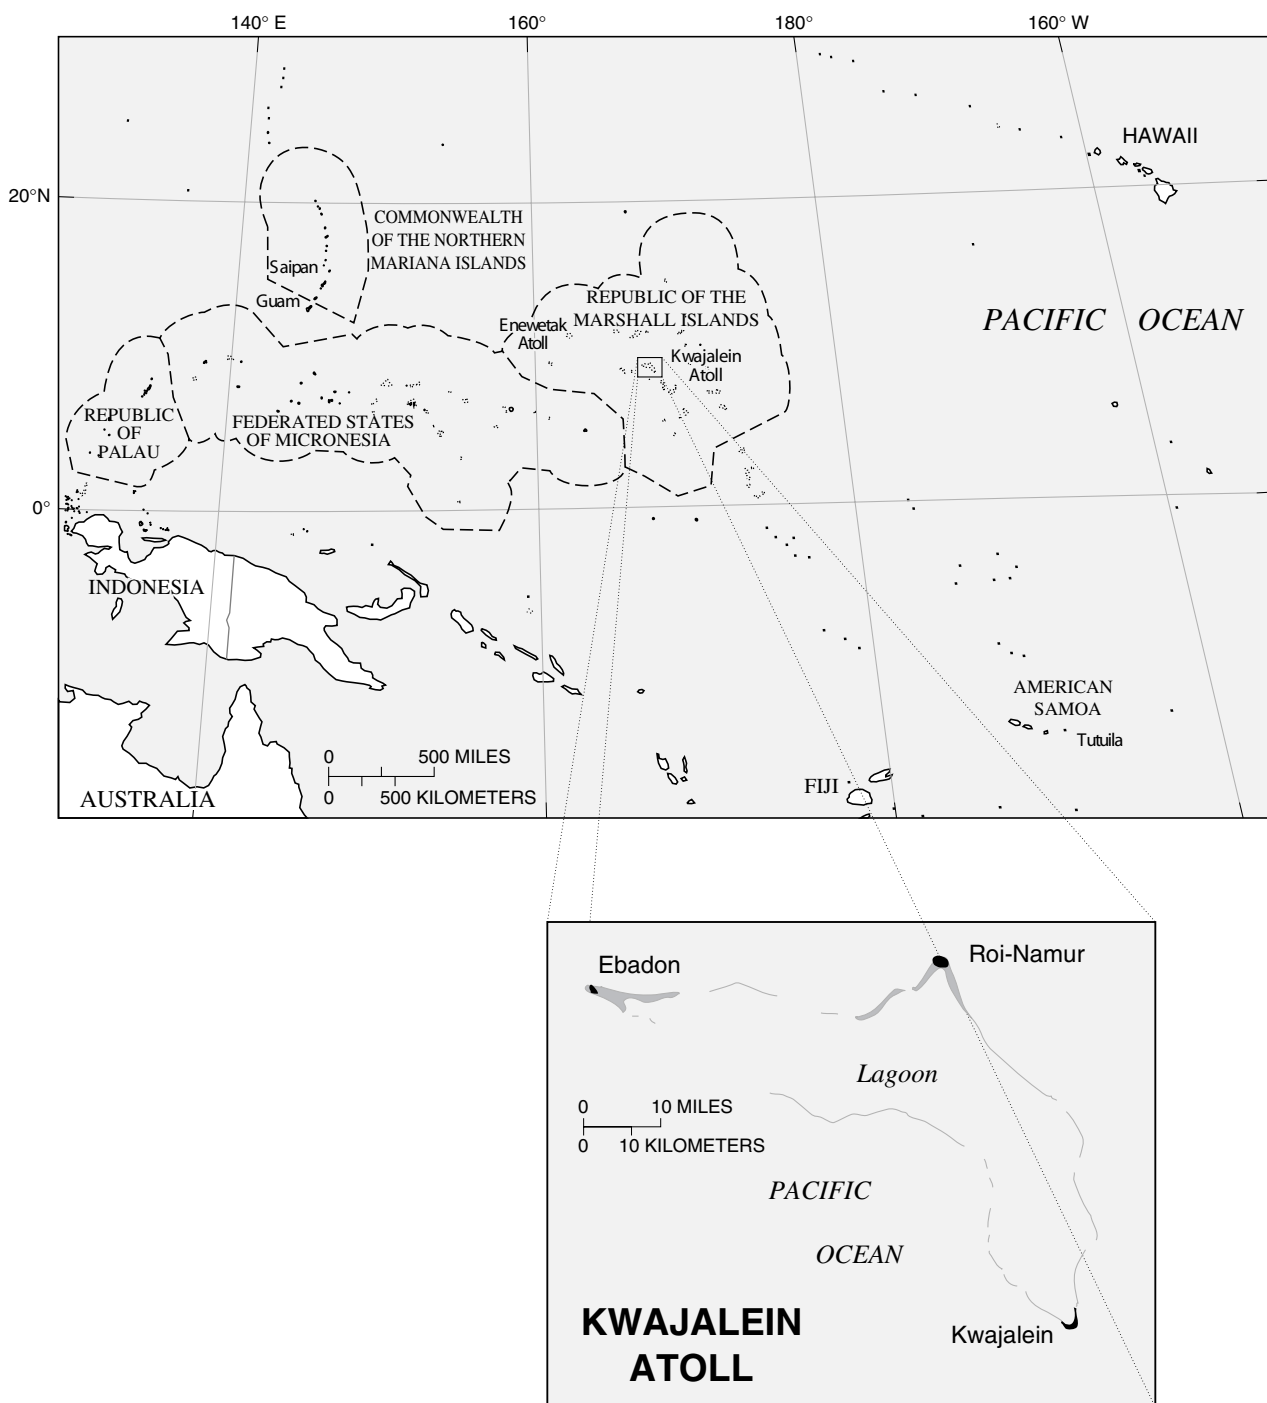 140° E
160°
180°
160° W
HAWAII
20°N
COMMONWEALTH
OF THE NORTHERN
MARIANA ISLANDS
Saipan
Guam
REPUBLIC OF THE
MARSHALL ISLANDS
Enewetak
Atoll
Kwajalein
Atoll
PACIFIC OCEAN
REPUBLIC
OF
PALAU
FEDERATED STATES
OF MICRONESIA
0°
INDONESIA
AMERICAN
SAMOA
Tutuila
0 500 MILES
0 500 KILOMETERS
AUSTRALIA
FIJI
Ebadon
Roi-Namur
Lagoon
0 10 MILES
0 10 KILOMETERS
PACIFIC
OCEAN
KWAJALEIN
ATOLL
Kwajalein